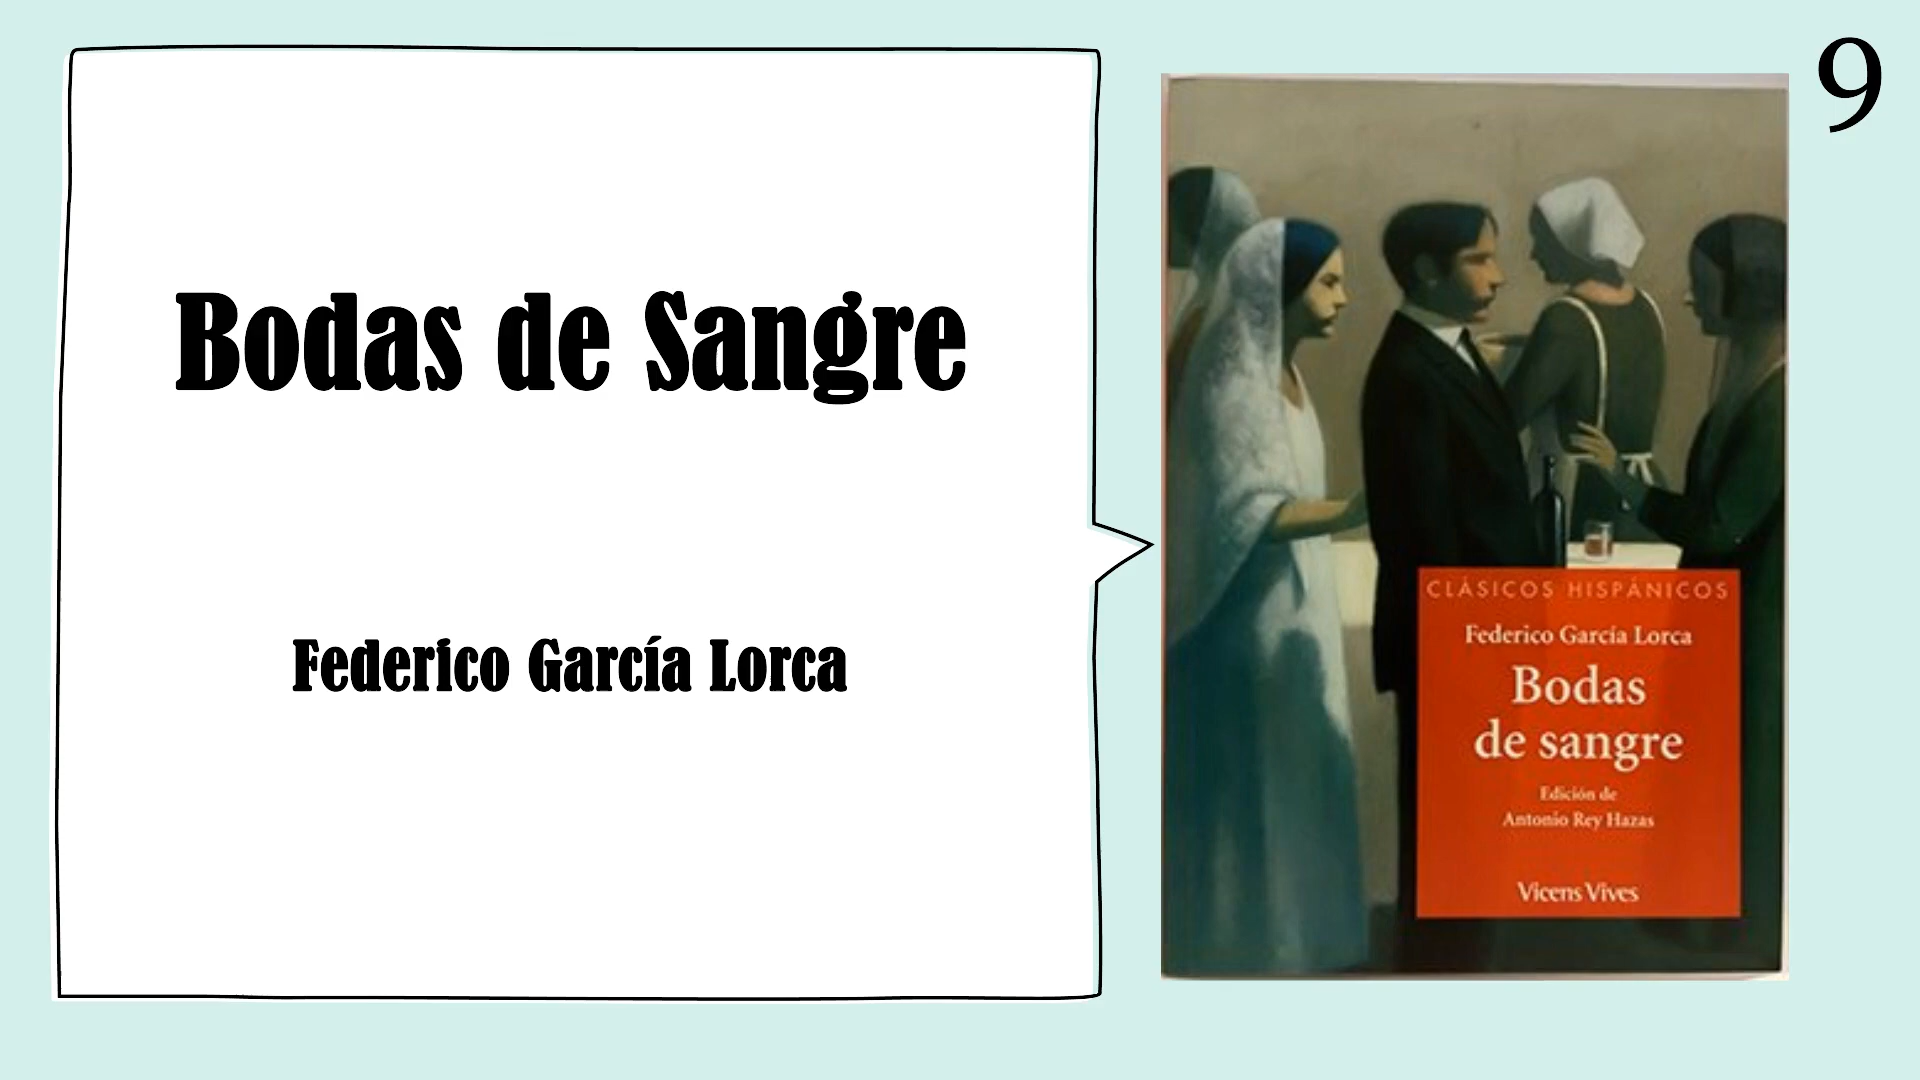 9
Bodas de Sangre
Federico García Lorca
CLÁSICOS HISPÁNICOS
Federico García Lorca
Bodas
de sangre
Edición de
Antonio Rey Hazas
Vicens Vives